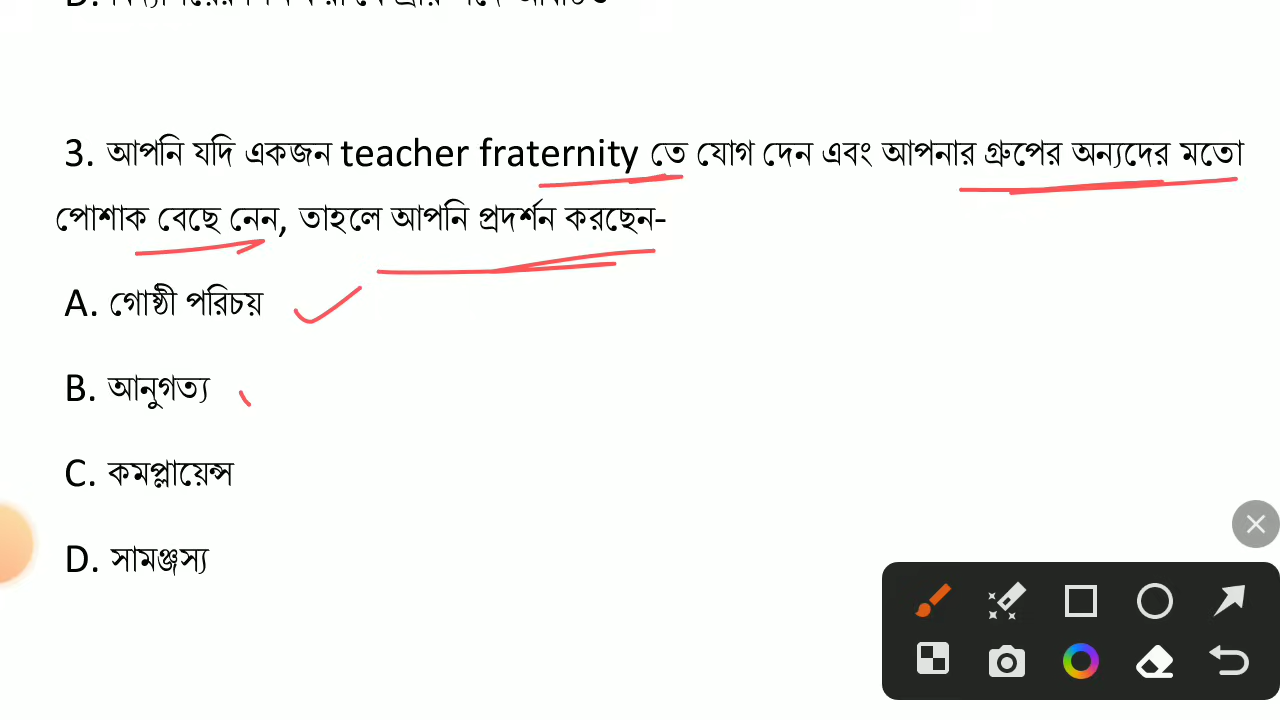 3. আপনি যদি একজন teacher fraternity তে যোগ দেন এবং আপনার গ্রুপের অন্যদের মতো
পোশাক বেছে নেন, তাহলে আপনি প্রদর্শন করছেন-
A. গোষ্ঠী পরিচয়
B. আনুগত্য
C. কমপ্লায়েন্স
D. সামঞ্জস্য